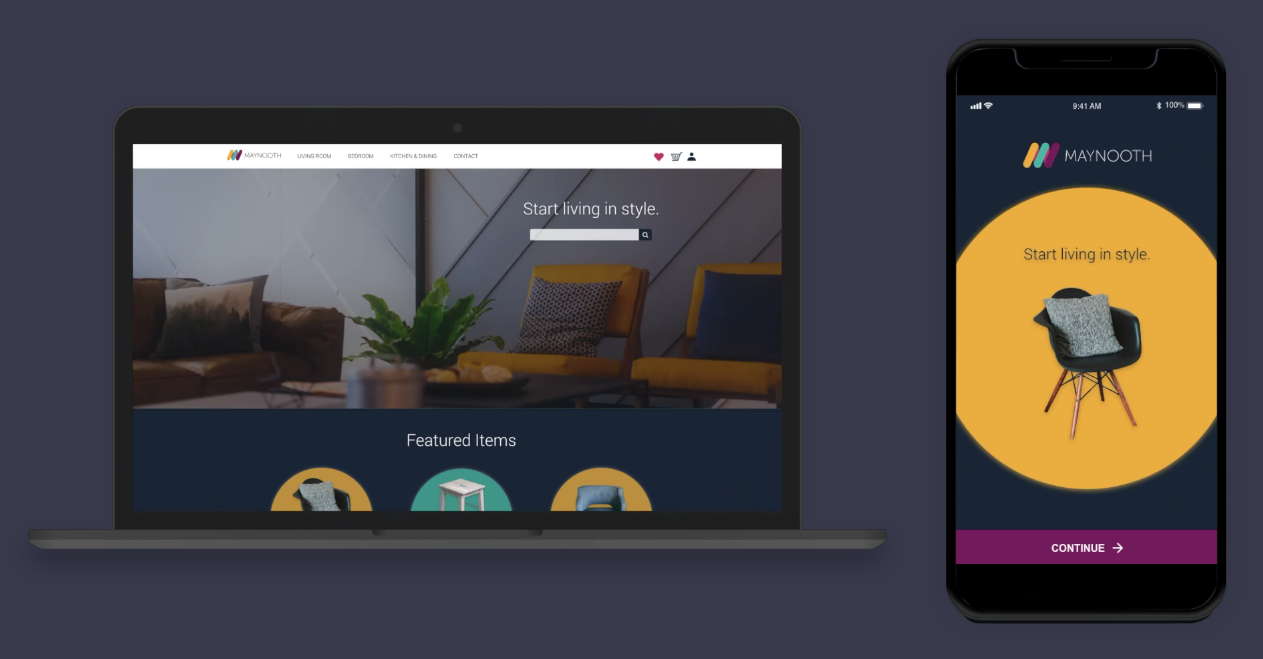 MAYNOOTH LIVING ROOM BEDROOM KITCHEN & DINING CONTACT
Start living in style.
Featured Items
9:41 AM 100%
MAYNOOTH
Start living in style.
CONTINUE